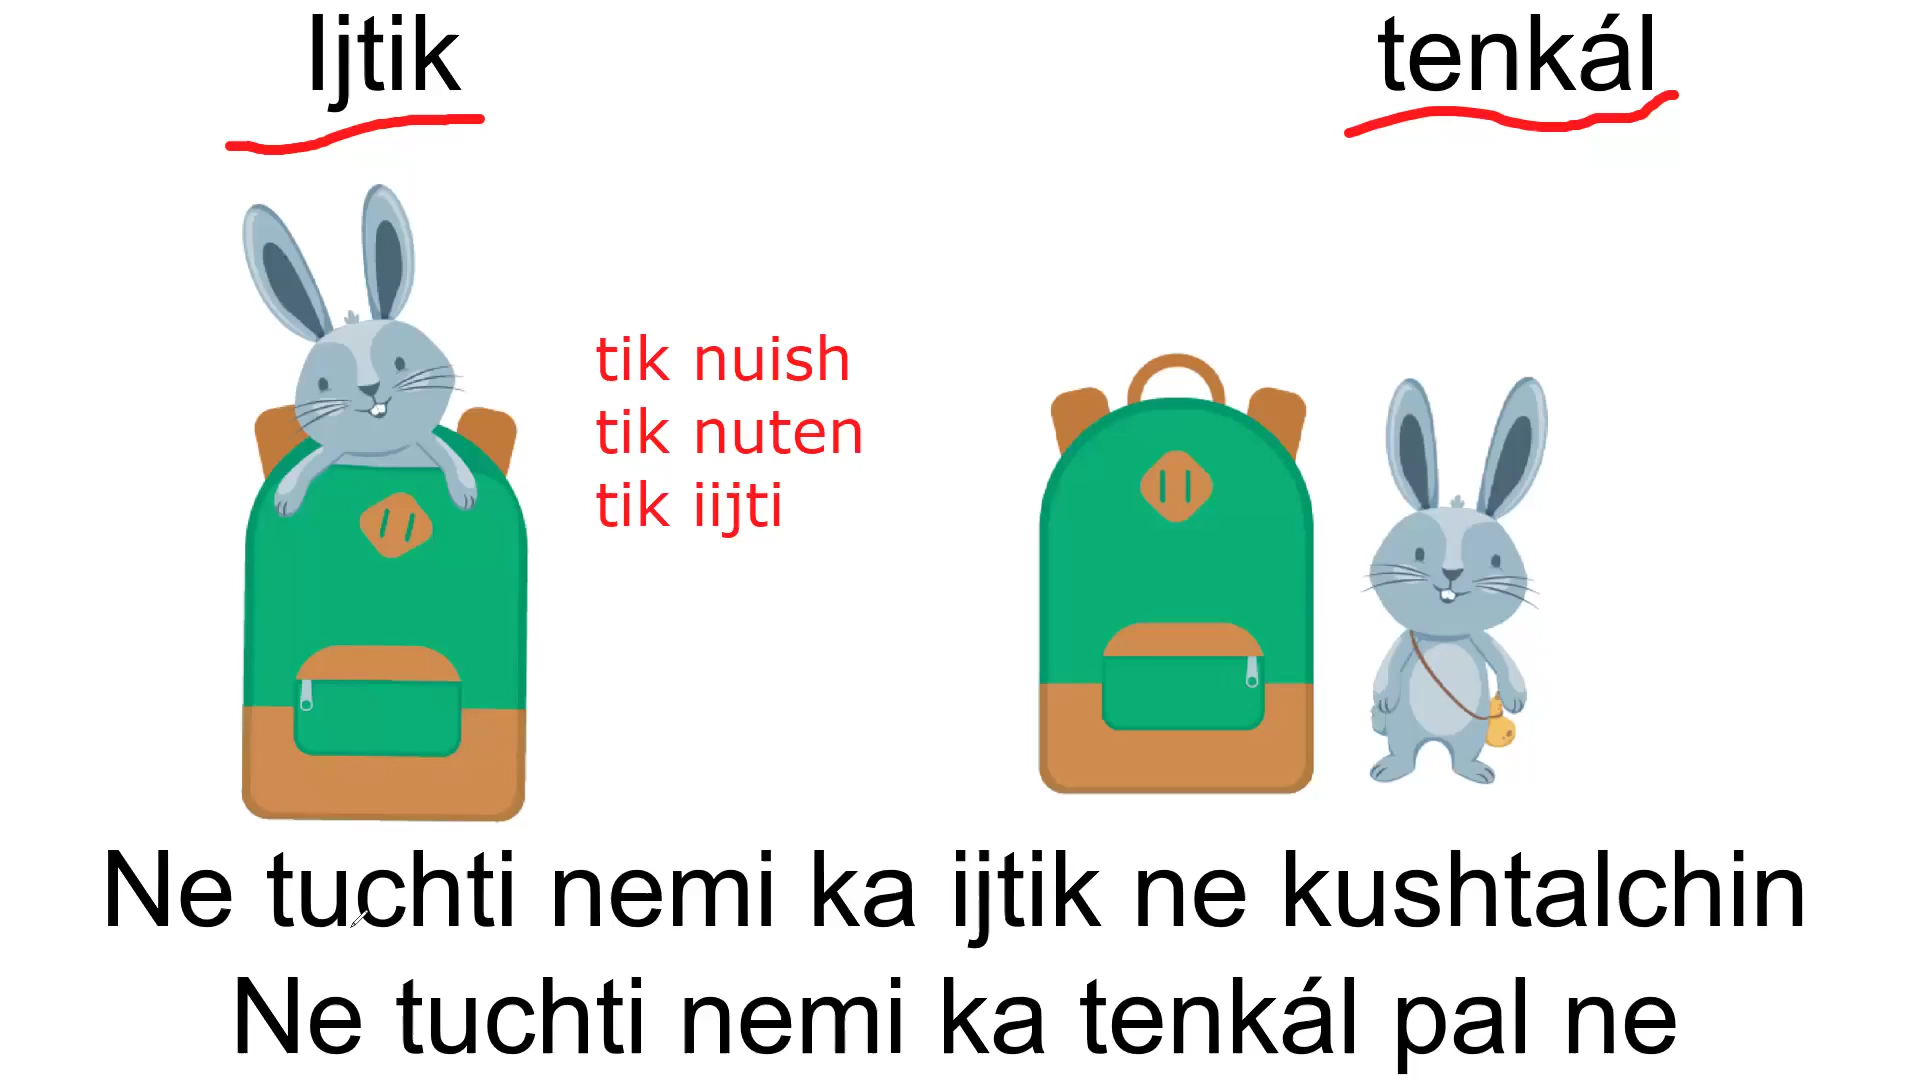 Ijtik
tenkál
tik nuish
tik nuten
tik iijti
Ne tuchti nemi ka ijtik ne kushtalchin
Ne tuchti nemi ka tenkál pal ne